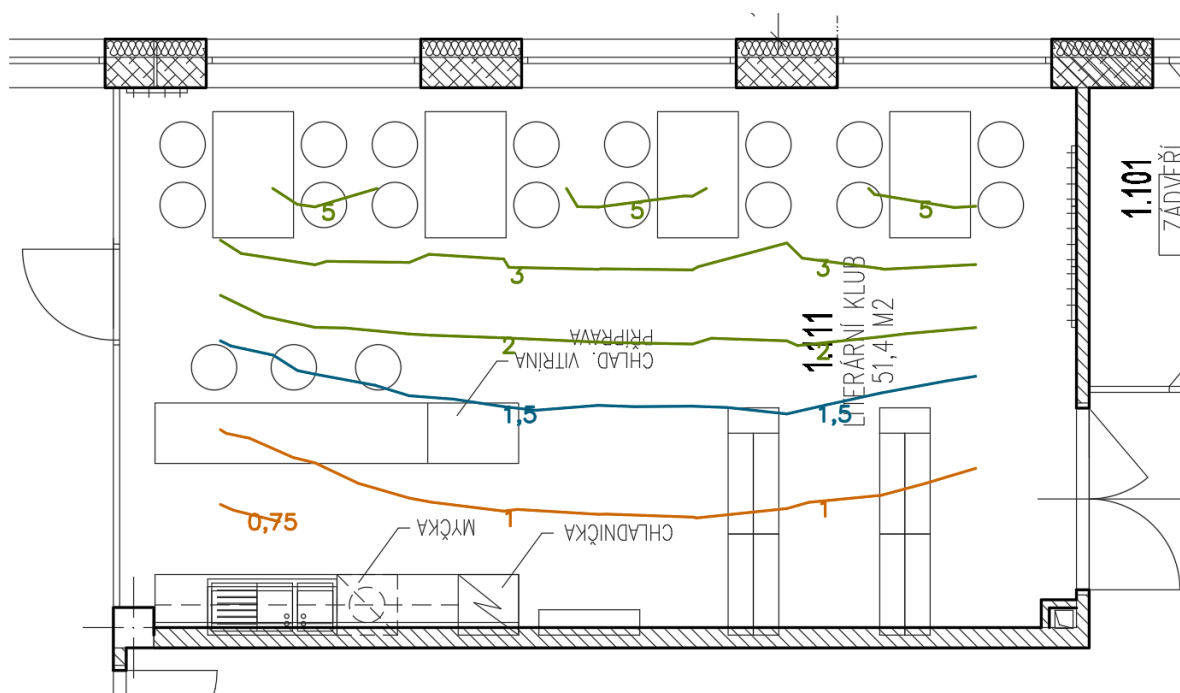 1.101
ZÁDVEŘÍ
5
5
5
3
3
2
2
1.111
LITERÁRNÍ KLUB
51,4 M2
CHLAD. VITRÍNA
PŘÍPRAVA
1,5
1,5
1
1
0,75
MYČKA
CHLADNIČKA